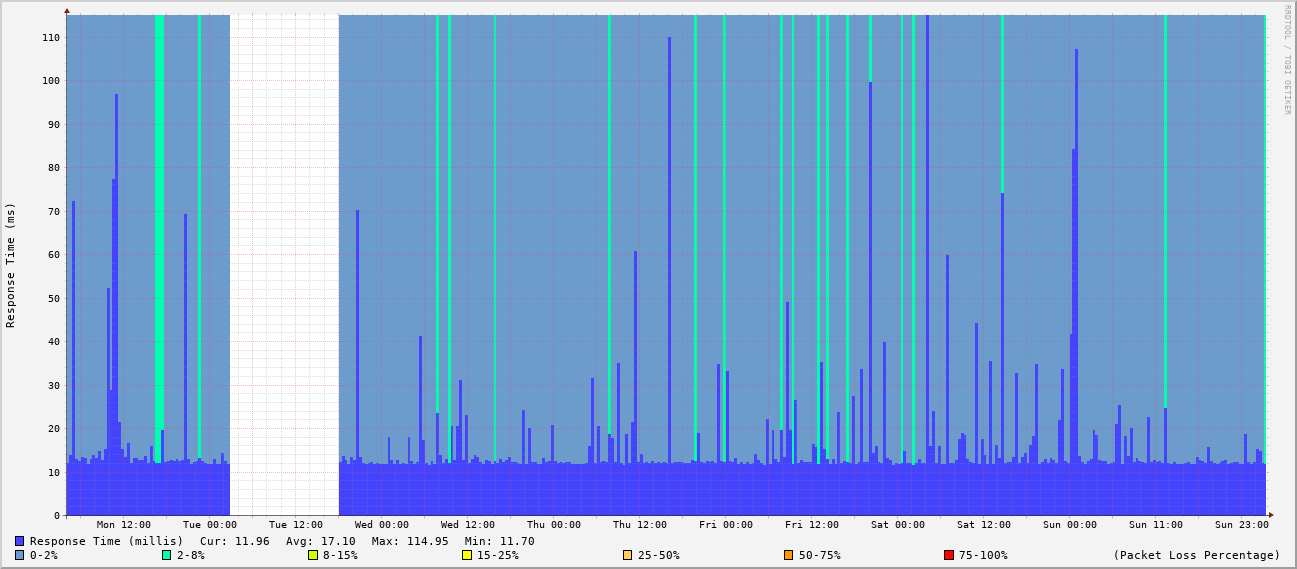 RRDTOOL / TOBI OETIKER
Response Time (ms)
110
100
90
80
70
60
50
40
30
20
10
0
Mon 12:00 Tue 00:00 Tue 12:00 Wed 00:00 Wed 12:00 Thu 00:00 Thu 12:00 Fri 00:00 Fri 12:00 Sat 00:00 Sat 12:00 Sun 00:00 Sun 11:00 Sun 23:00
Response Time (millis) Cur: 11.96 Avg: 17.10 Max: 114.95 Min: 11.70
0-2% 2-8% 8-15% 15-25% 25-50% 50-75% 75-100% (Packet Loss Percentage)